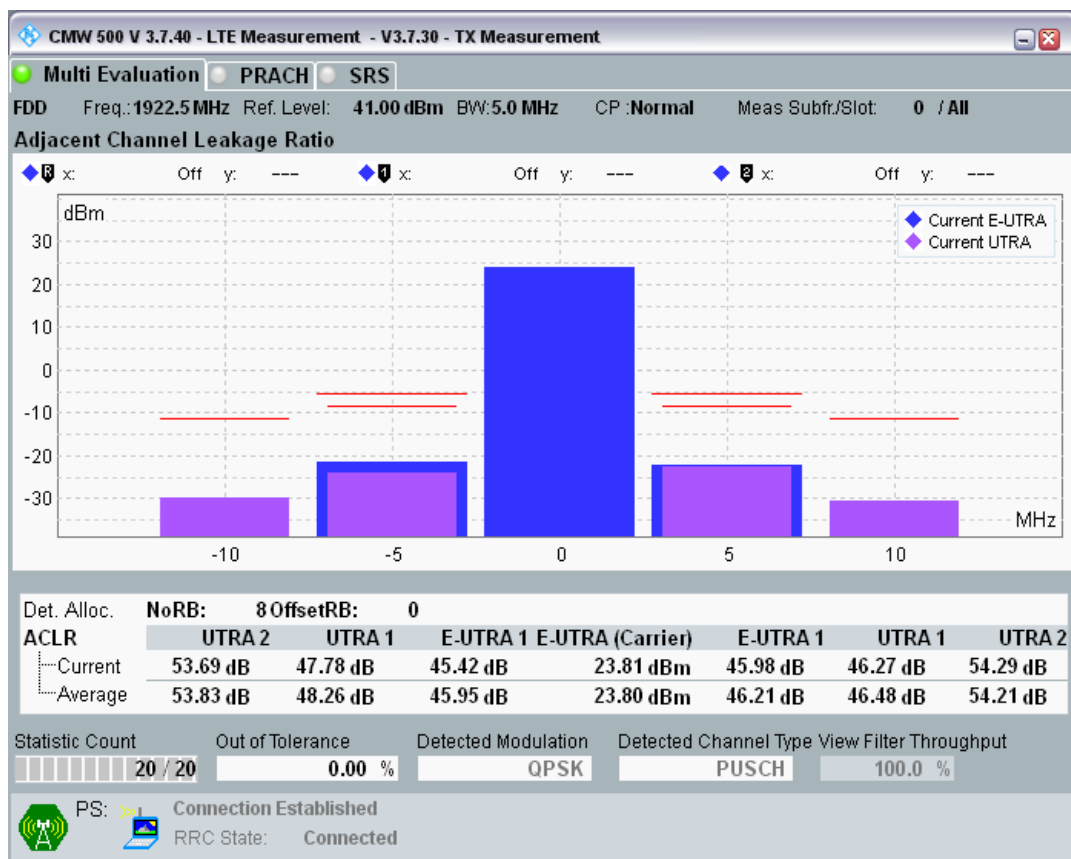 CMW 500 V 3.7.40 - LTE Measurement - V3.7.30 - TX Measurement
Multi Evaluation PRACH SRS
FDD Freq.: 1922.5 MHz Ref. Level: 41.00 dBm BW: 5.0 MHz CP : Normal Meas Subfr./Slot: 0 / All
Adjacent Channel Leakage Ratio
R x: Off y: --- 1 x: Off y: --- 2 x: Off y: ---
dBm
Current E-UTRA
Current UTRA
30
20
10
0
-10
-20
-30
MHz
-10 -5 0 5 10
Det. Alloc. NoRB: 8 OffsetRB: 0
ACLR UTRA 2 UTRA 1 E-UTRA 1 E-UTRA (Carrier) E-UTRA 1 UTRA 1 UTRA 2
Current 53.69 dB 47.78 dB 45.42 dB 23.81 dBm 45.98 dB 46.27 dB 54.29 dB
Average 53.83 dB 48.26 dB 45.95 dB 23.80 dBm 46.21 dB 46.48 dB 54.21 dB
Statistic Count Out of Tolerance Detected Modulation Detected Channel Type View Filter Throughput
20 / 20 0.00 % QPSK PUSCH 100.0 %
PS: Connection Established
RRC State: Connected